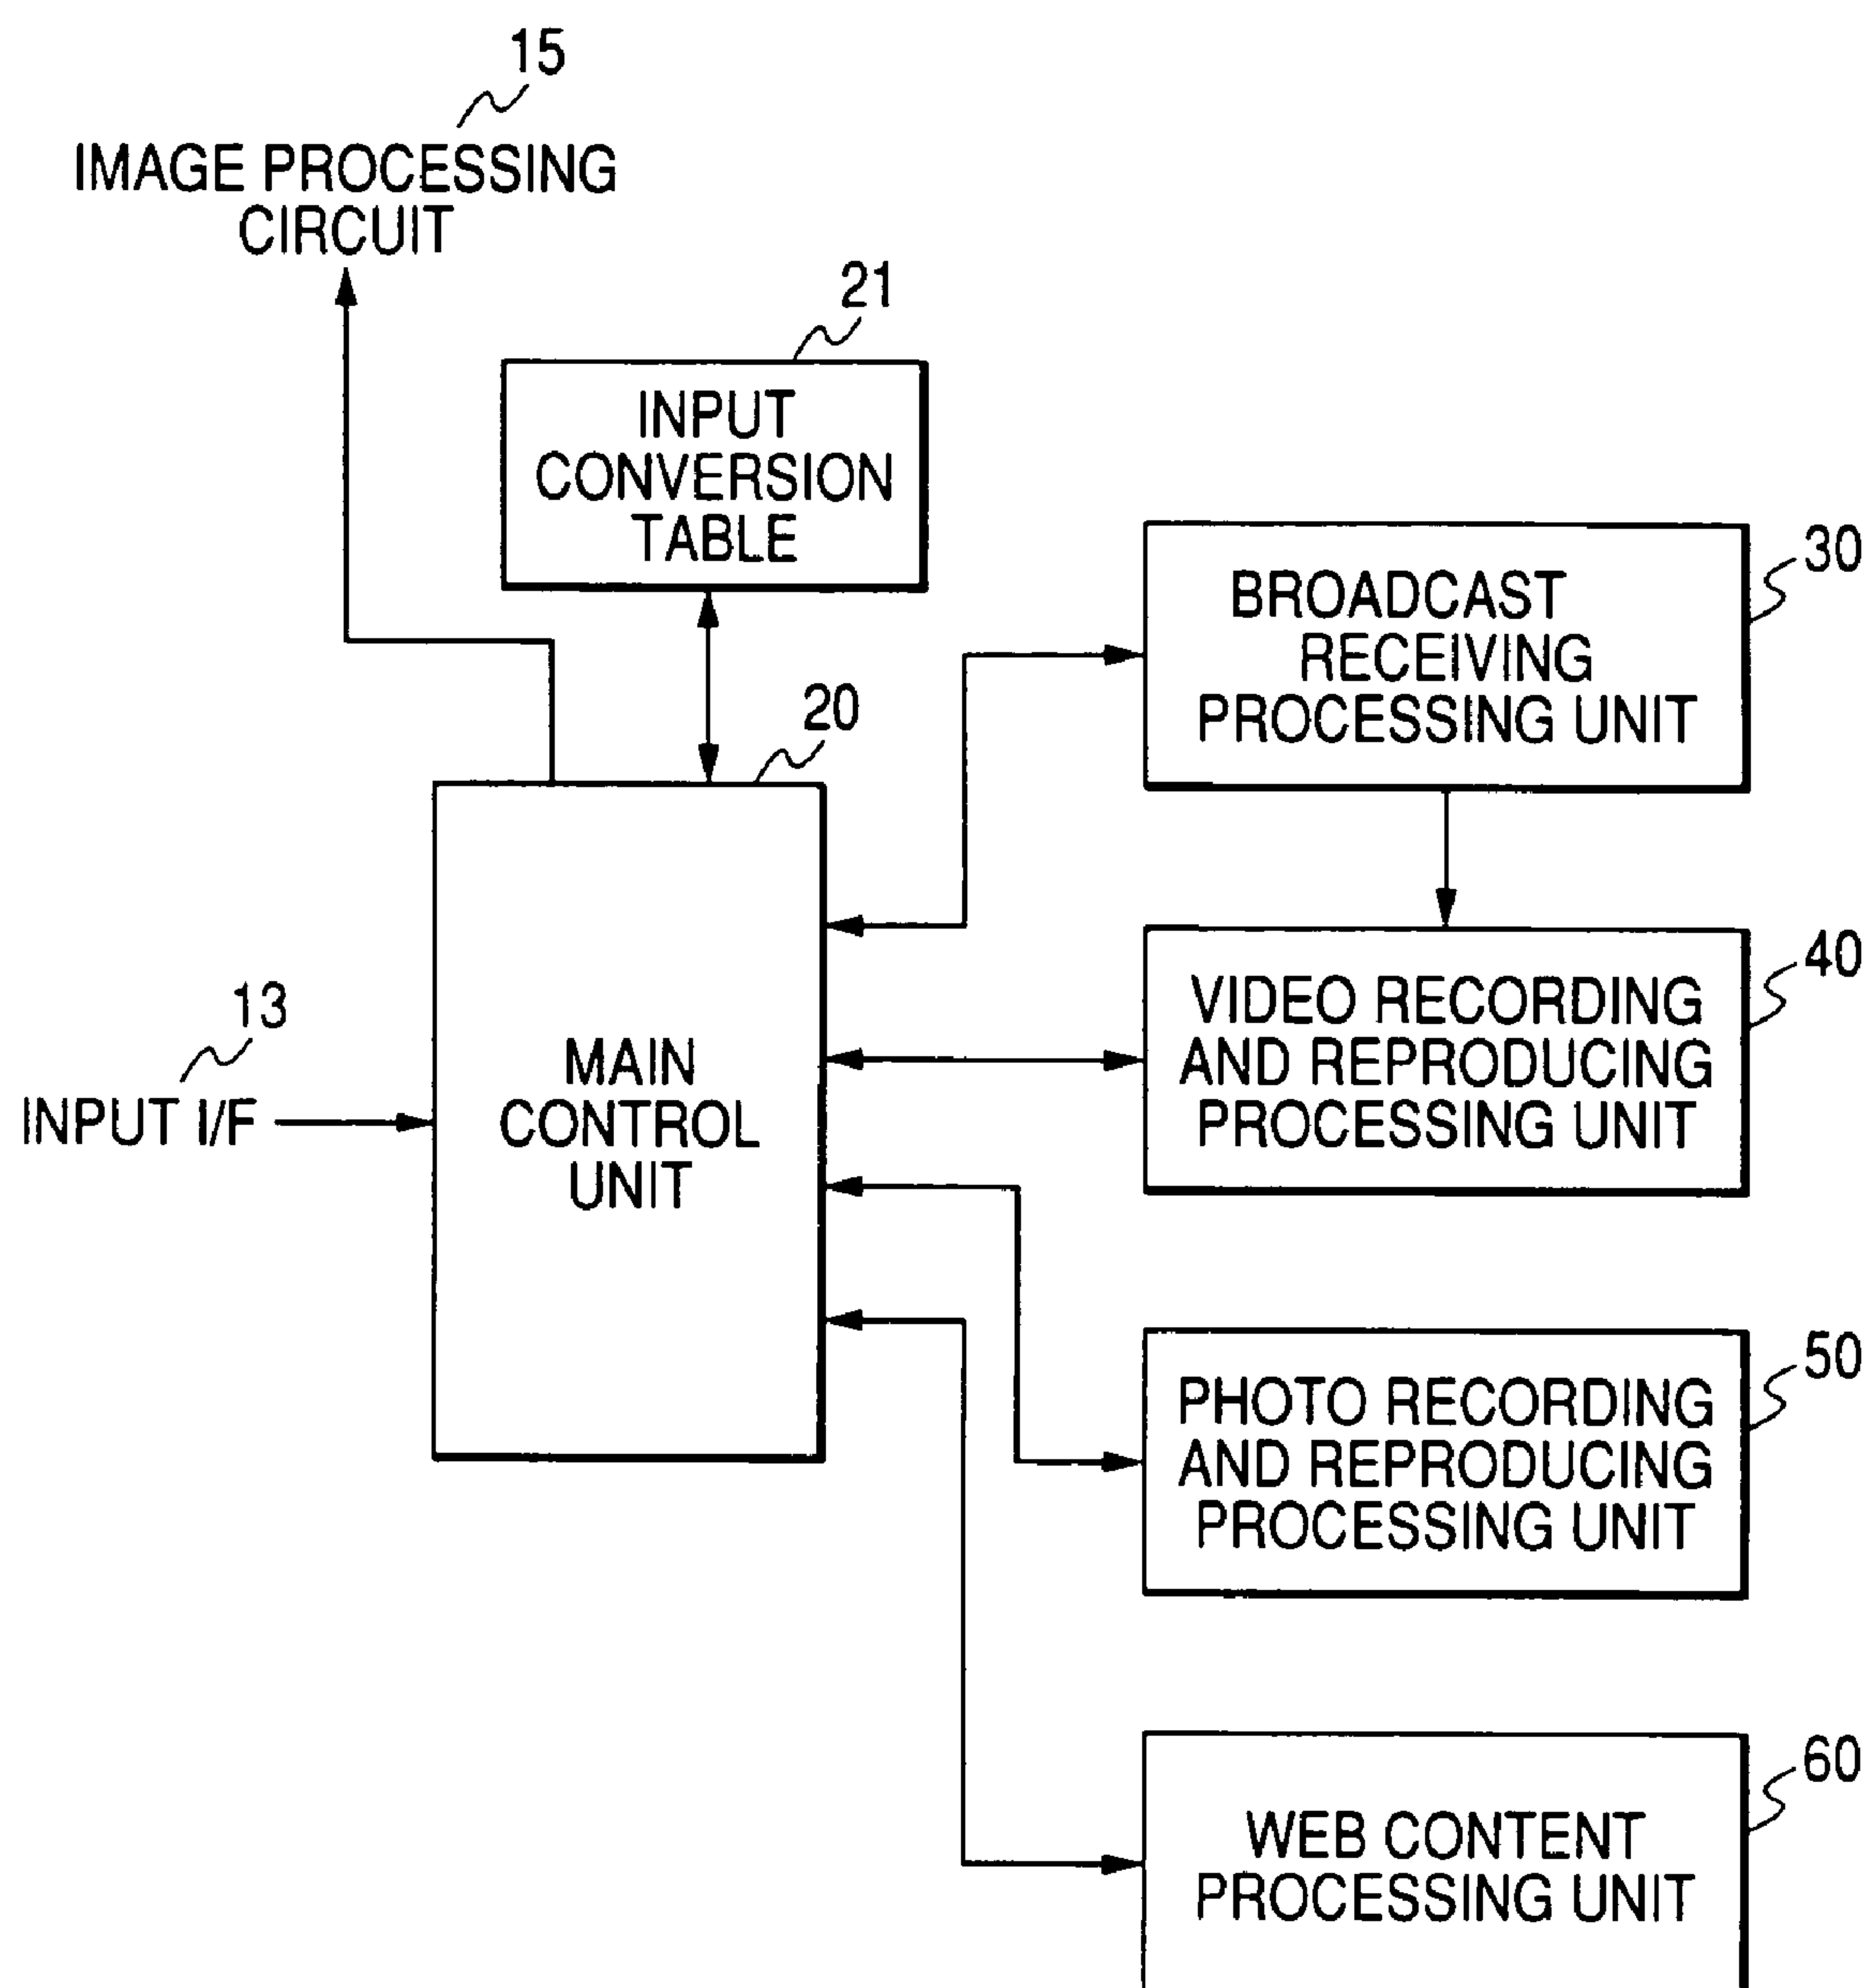 15
IMAGE PROCESSING
CIRCUIT
21
INPUT
CONVERSION
TABLE
30
BROADCAST
RECEIVING
PROCESSING UNIT
20
MAIN
CONTROL
UNIT
13
INPUT I/F
40
VIDEO RECORDING
AND REPRODUCING
PROCESSING UNIT
50
PHOTO RECORDING
AND REPRODUCING
PROCESSING UNIT
60
WEB CONTENT
PROCESSING UNIT